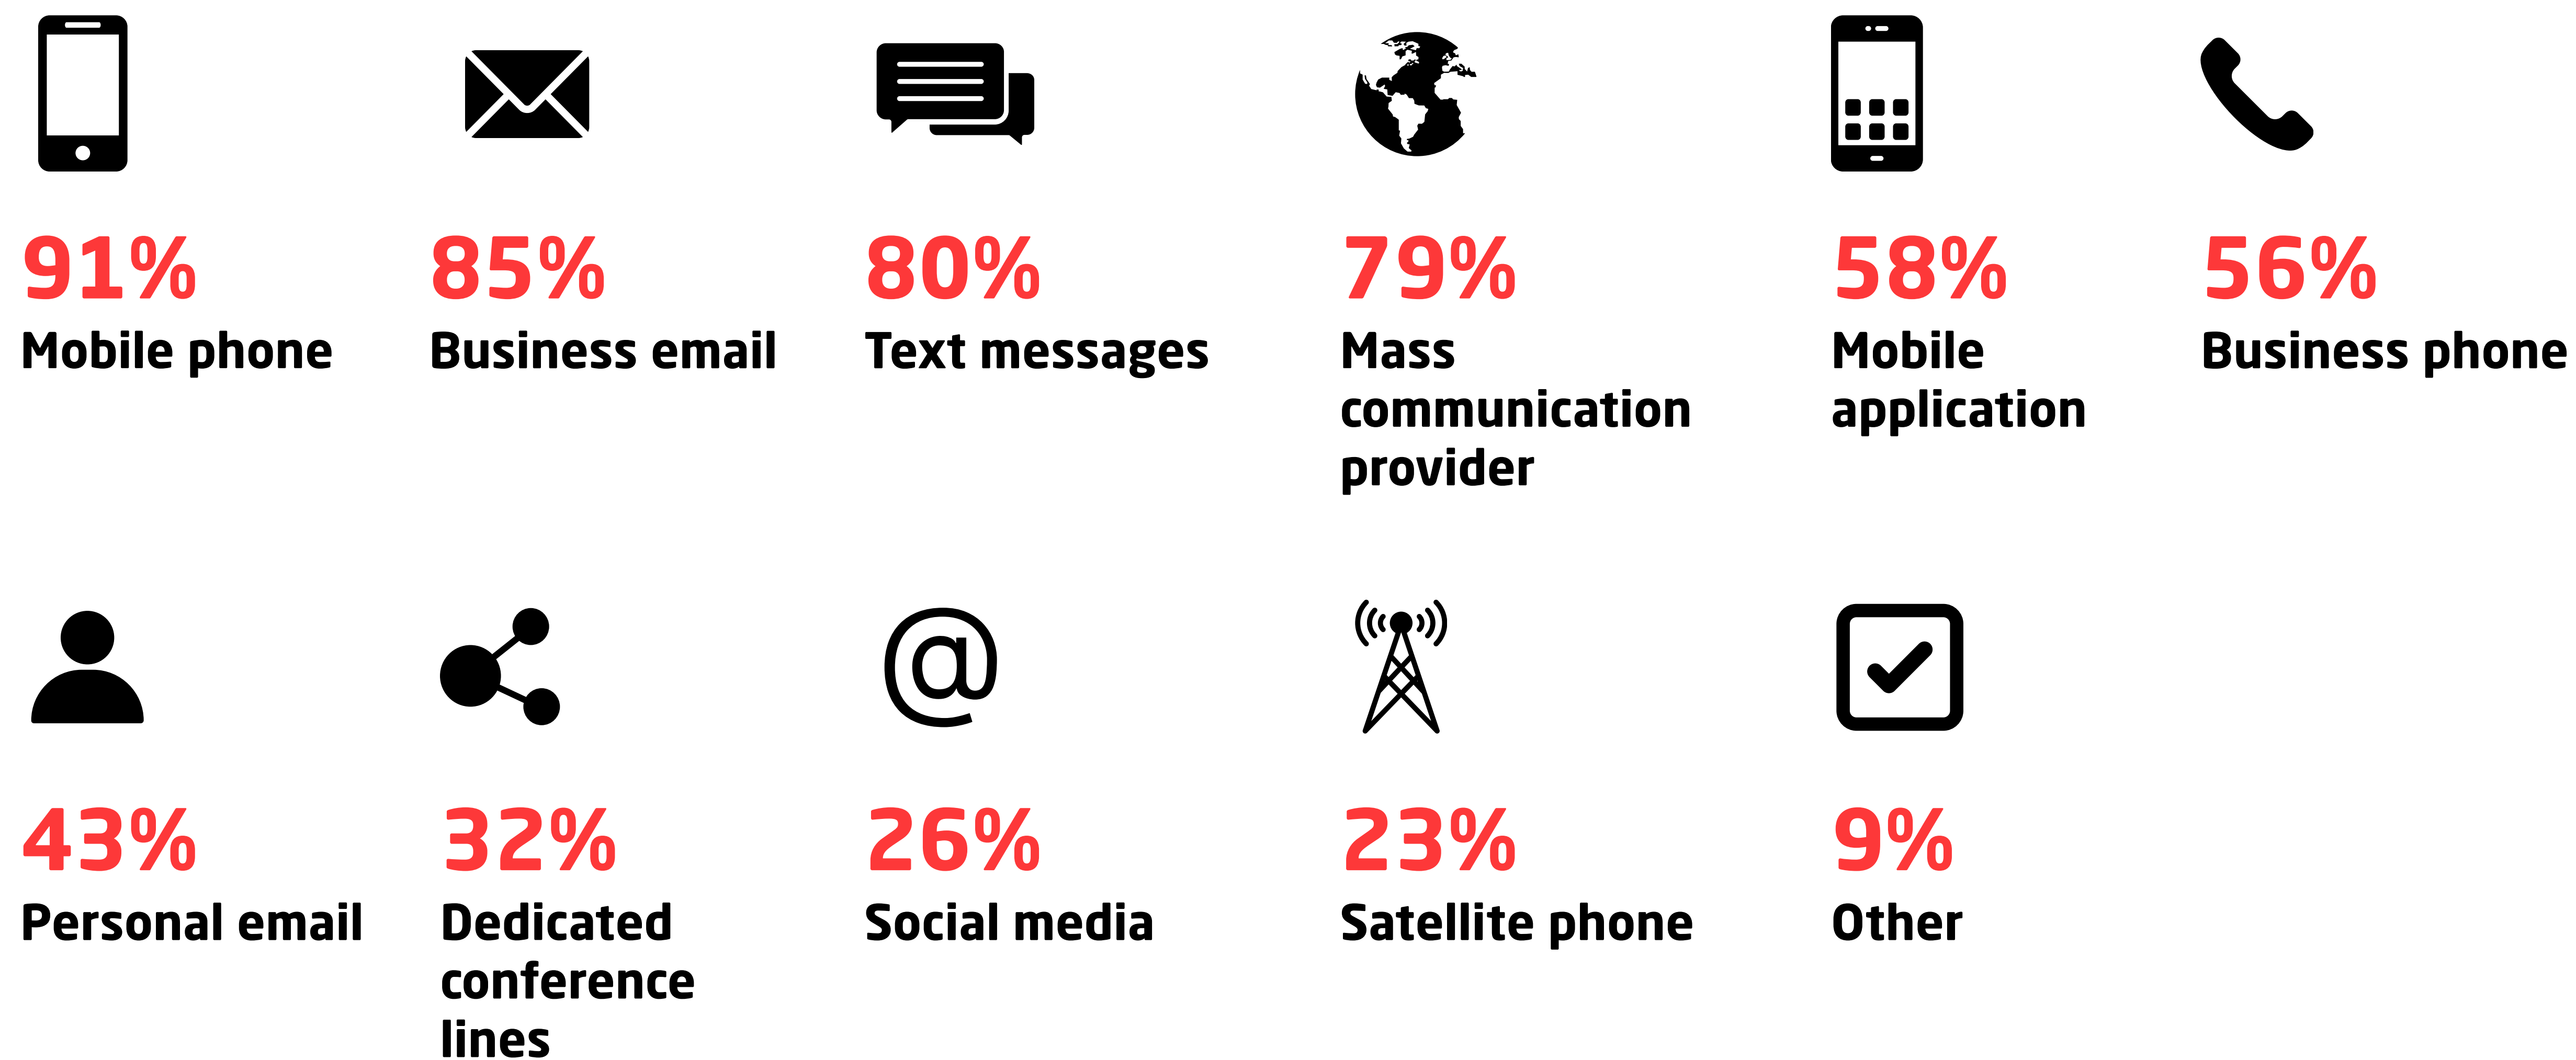 91%
Mobile phone
85%
Business email
80%
Text messages
79%
Mass
communication
provider
58%
Mobile
application
56%
Business phone
43%
Personal email
32%
Dedicated
conference
lines
@
26%
Social media
23%
Satellite phone
9%
Other